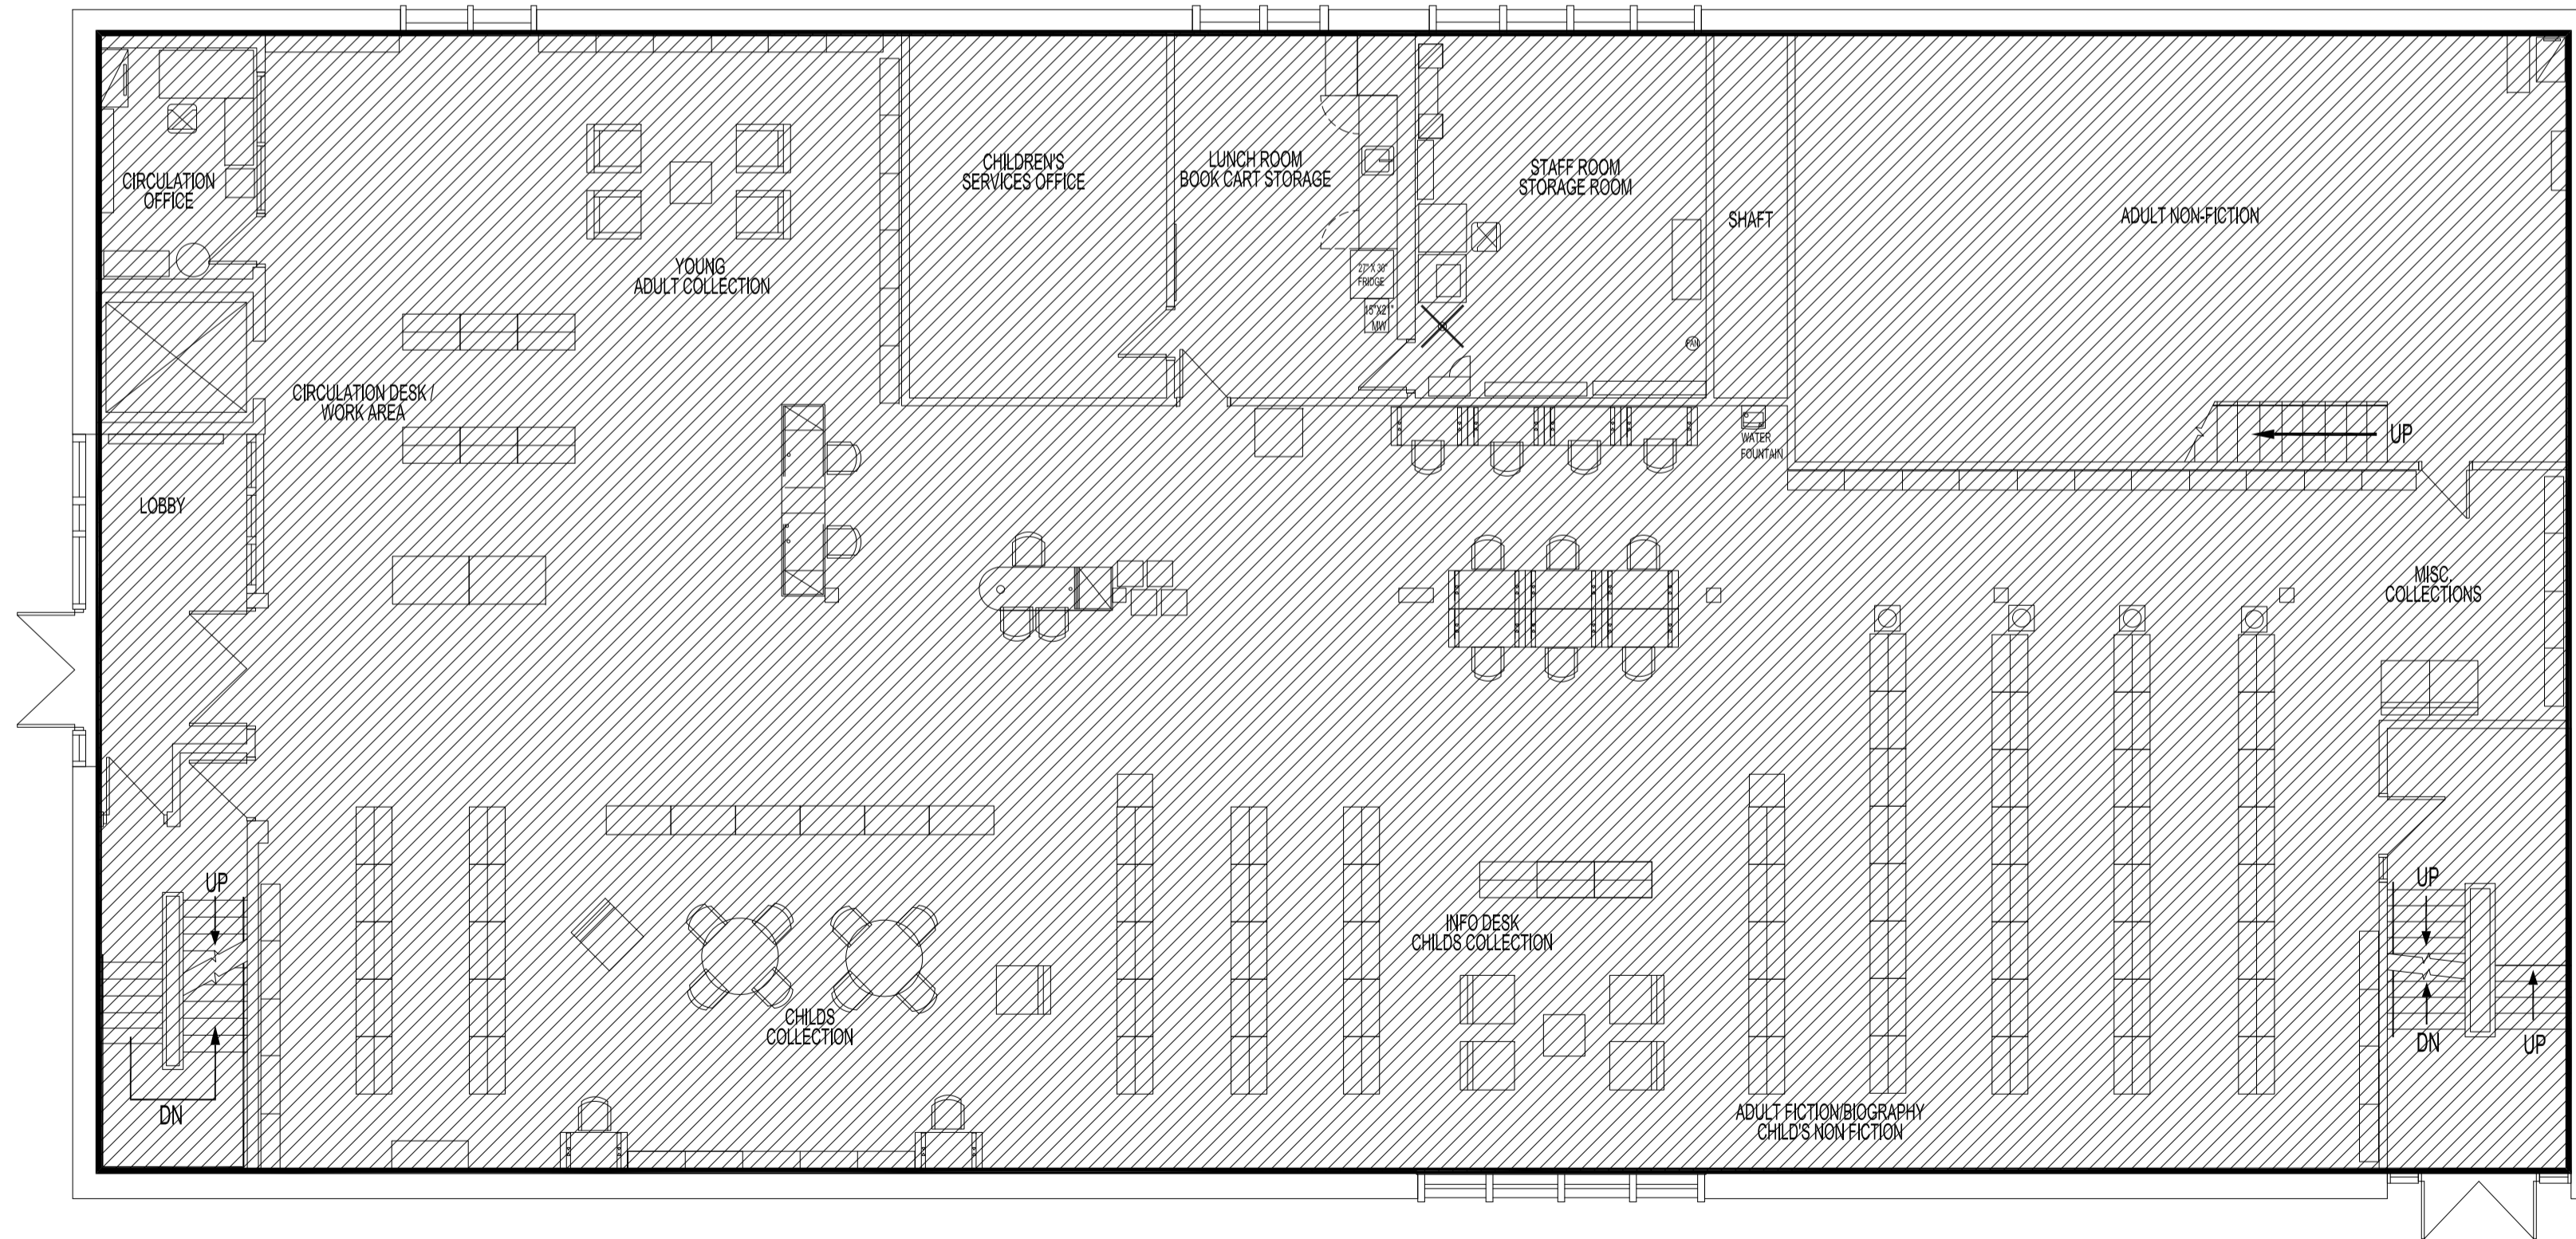 CIRCULATION
OFFICE
YOUNG
ADULT COLLECTION
CHILDREN'S
SERVICES OFFICE
LUNCH ROOM
BOOK CART STORAGE
27" X 30"
FRIDGE
15"X21"
MW
STAFF ROOM
STORAGE ROOM
FAN
SHAFT
ADULT NON-FICTION
CIRCULATION DESK /
WORK AREA
WATER
FOUNTAIN
UP
LOBBY
MISC.
COLLECTIONS
UP
DN
CHILDS
COLLECTION
INFO DESK
CHILDS COLLECTION
ADULT FICTION/BIOGRAPHY
CHILD'S NON FICTION
UP
DN
UP